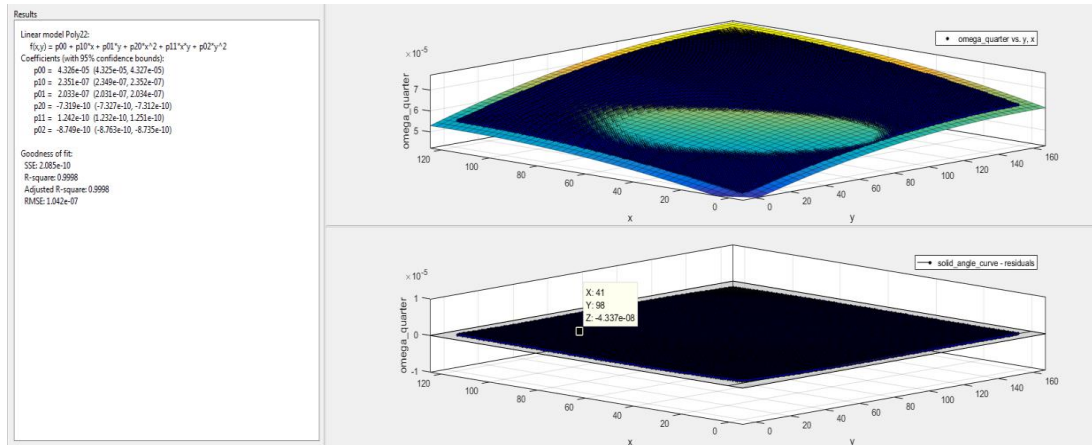 Results
Linear model Poly22:
f(x,y) = p00 + p10*x + p01*y + p20*x^2 + p11*x*y + p02*y^2
Coefficients (with 95% confidence bounds):
p00 = 4.326e-05 (4.325e-05, 4.327e-05)
p10 = 2.351e-07 (2.349e-07, 2.352e-07)
p01 = 2.033e-07 (2.031e-07, 2.034e-07)
p20 = -7.319e-10 (-7.327e-10, -7.312e-10)
p11 = 1.242e-10 (1.232e-10, 1.251e-10)
p02 = -8.749e-10 (-8.763e-10, -8.735e-10)
Goodness of fit:
SSE: 2.085e-10
R-square: 0.9998
Adjusted R-square: 0.9998
RMSE: 1.042e-07
×10^-5
omega_quarter vs. y, x
omega_quarter
7
6
5
120
100
80
60
40
20
0
x
0
20
40
60
80
100
120
140
160
y
×10^-5
solid_angle_curve - residuals
omega_quarter
1
0
-1
X: 41
Y: 98
Z: -4.337e-08
120
100
80
60
40
20
0
x
0
20
40
60
80
100
120
140
160
y